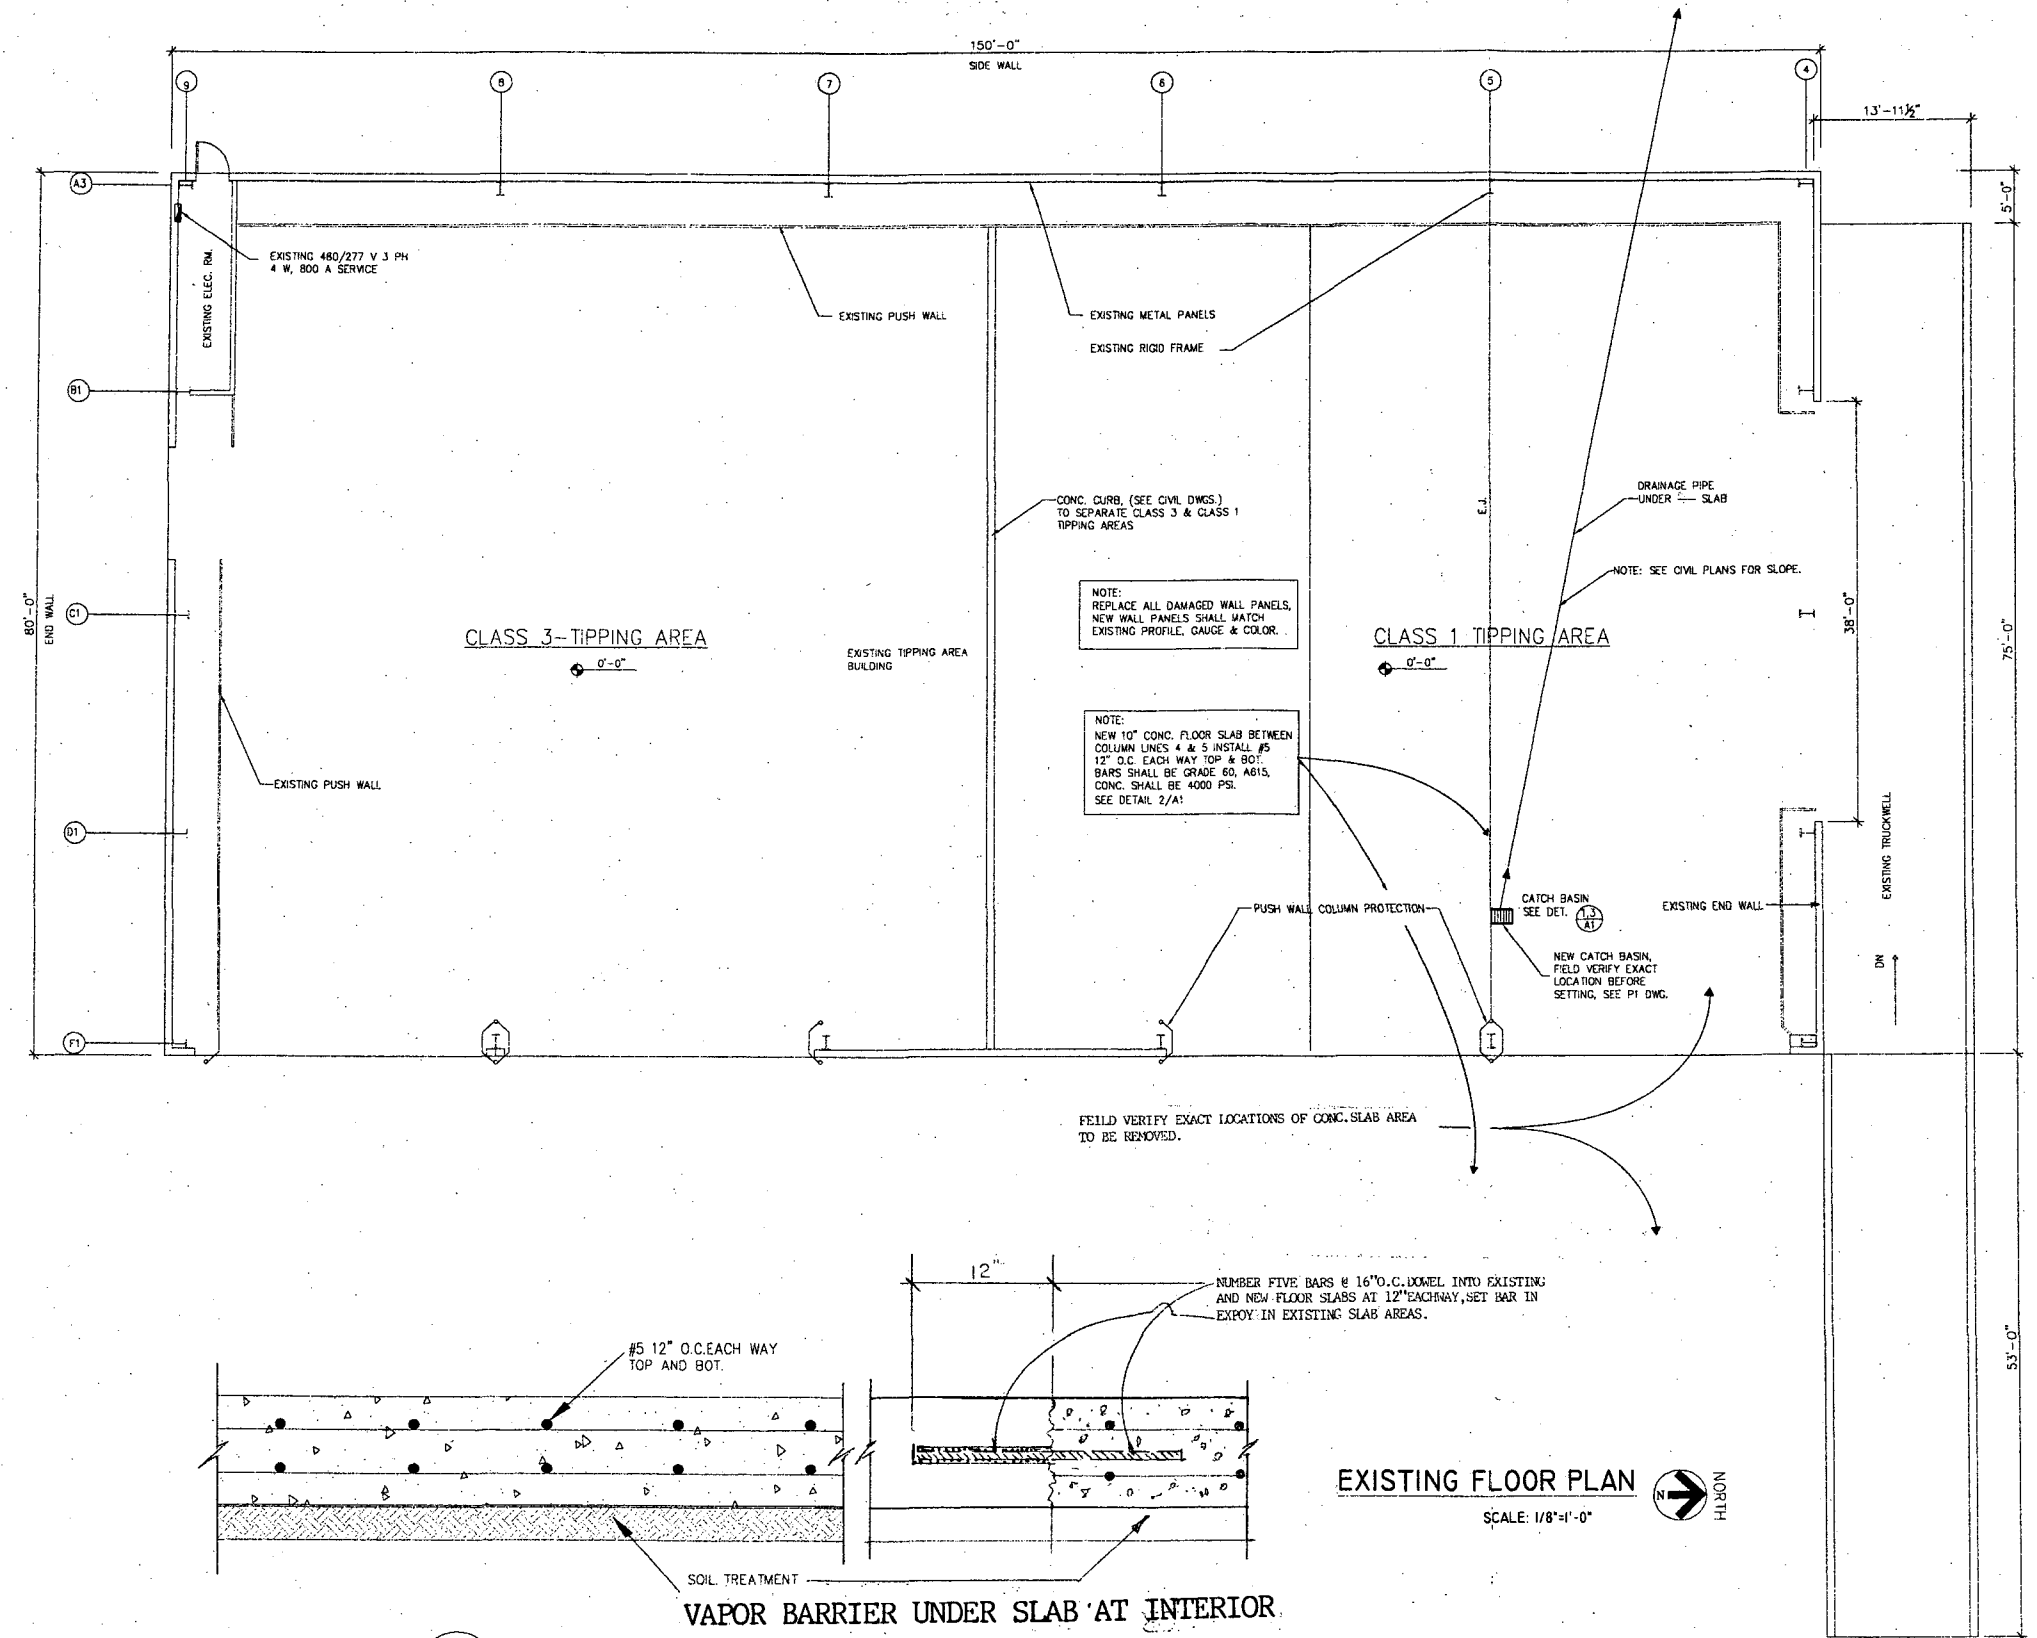 150'-0"
SIDE WALL
9
8
7
6
5
4
13'-11½"
A3
5'-0"
EXISTING 480/277 V 3 PH
4 W, 800 A SERVICE
EXISTING ELEC. RM.
EXISTING PUSH WALL
EXISTING METAL PANELS
EXISTING RIGID FRAME
B1
CONC. CURB, (SEE CIVIL DWGS.)
TO SEPARATE CLASS 3 & CLASS 1
TIPPING AREAS
E.J.
DRAINAGE PIPE
UNDER SLAB
NOTE: SEE CIVIL PLANS FOR SLOPE.
80'-0"
END WALL
C1
NOTE:
REPLACE ALL DAMAGED WALL PANELS,
NEW WALL PANELS SHALL MATCH
EXISTING PROFILE, GAUGE & COLOR.
CLASS 3-TIPPING AREA
0'-0"
EXISTING TIPPING AREA
BUILDING
CLASS 1 TIPPING AREA
0'-0"
38'-0"
75'-0"
NOTE:
NEW 10" CONC. FLOOR SLAB BETWEEN
COLUMN LINES 4 & 5 INSTALL #5
12" O.C. EACH WAY TOP & BOT.
BARS SHALL BE GRADE 60, A615,
CONC. SHALL BE 4000 PSI.
SEE DETAIL 2/A1
EXISTING PUSH WALL
D1
EXISTING TRUCKWELL
PUSH WALL COLUMN PROTECTION
CATCH BASIN
SEE DET.
1,3
A1
EXISTING END WALL
NEW CATCH BASIN,
FIELD VERIFY EXACT
LOCATION BEFORE
SETTING, SEE P1 DWG.
DN
F1
FEILD VERIFY EXACT LOCATIONS OF CONC.SLAB AREA
TO BE REMOVED.
12"
NUMBER FIVE BARS @ 16"O.C.DOWEL INTO EXISTING
AND NEW FLOOR SLABS AT 12"EACHWAY,SET BAR IN
EXPOY IN EXISTING SLAB AREAS.
#5 12" O.C.EACH WAY
TOP AND BOT.
53'-0"
EXISTING FLOOR PLAN
N
NORTH
SCALE: 1/8"=1'-0"
SOIL TREATMENT
VAPOR BARRIER UNDER SLAB AT INTERIOR